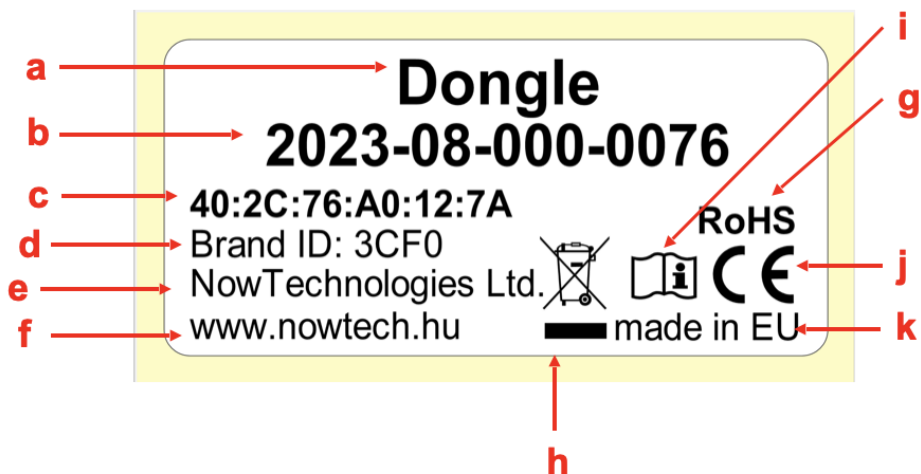 i
a
Dongle
g
b
2023-08-000-0076
c
40:2C:76:A0:12:7A
RoHS
d
Brand ID: 3CF0
e
NowTechnologies Ltd.
CE
j
f
www.nowtech.hu
made in EU
k
h